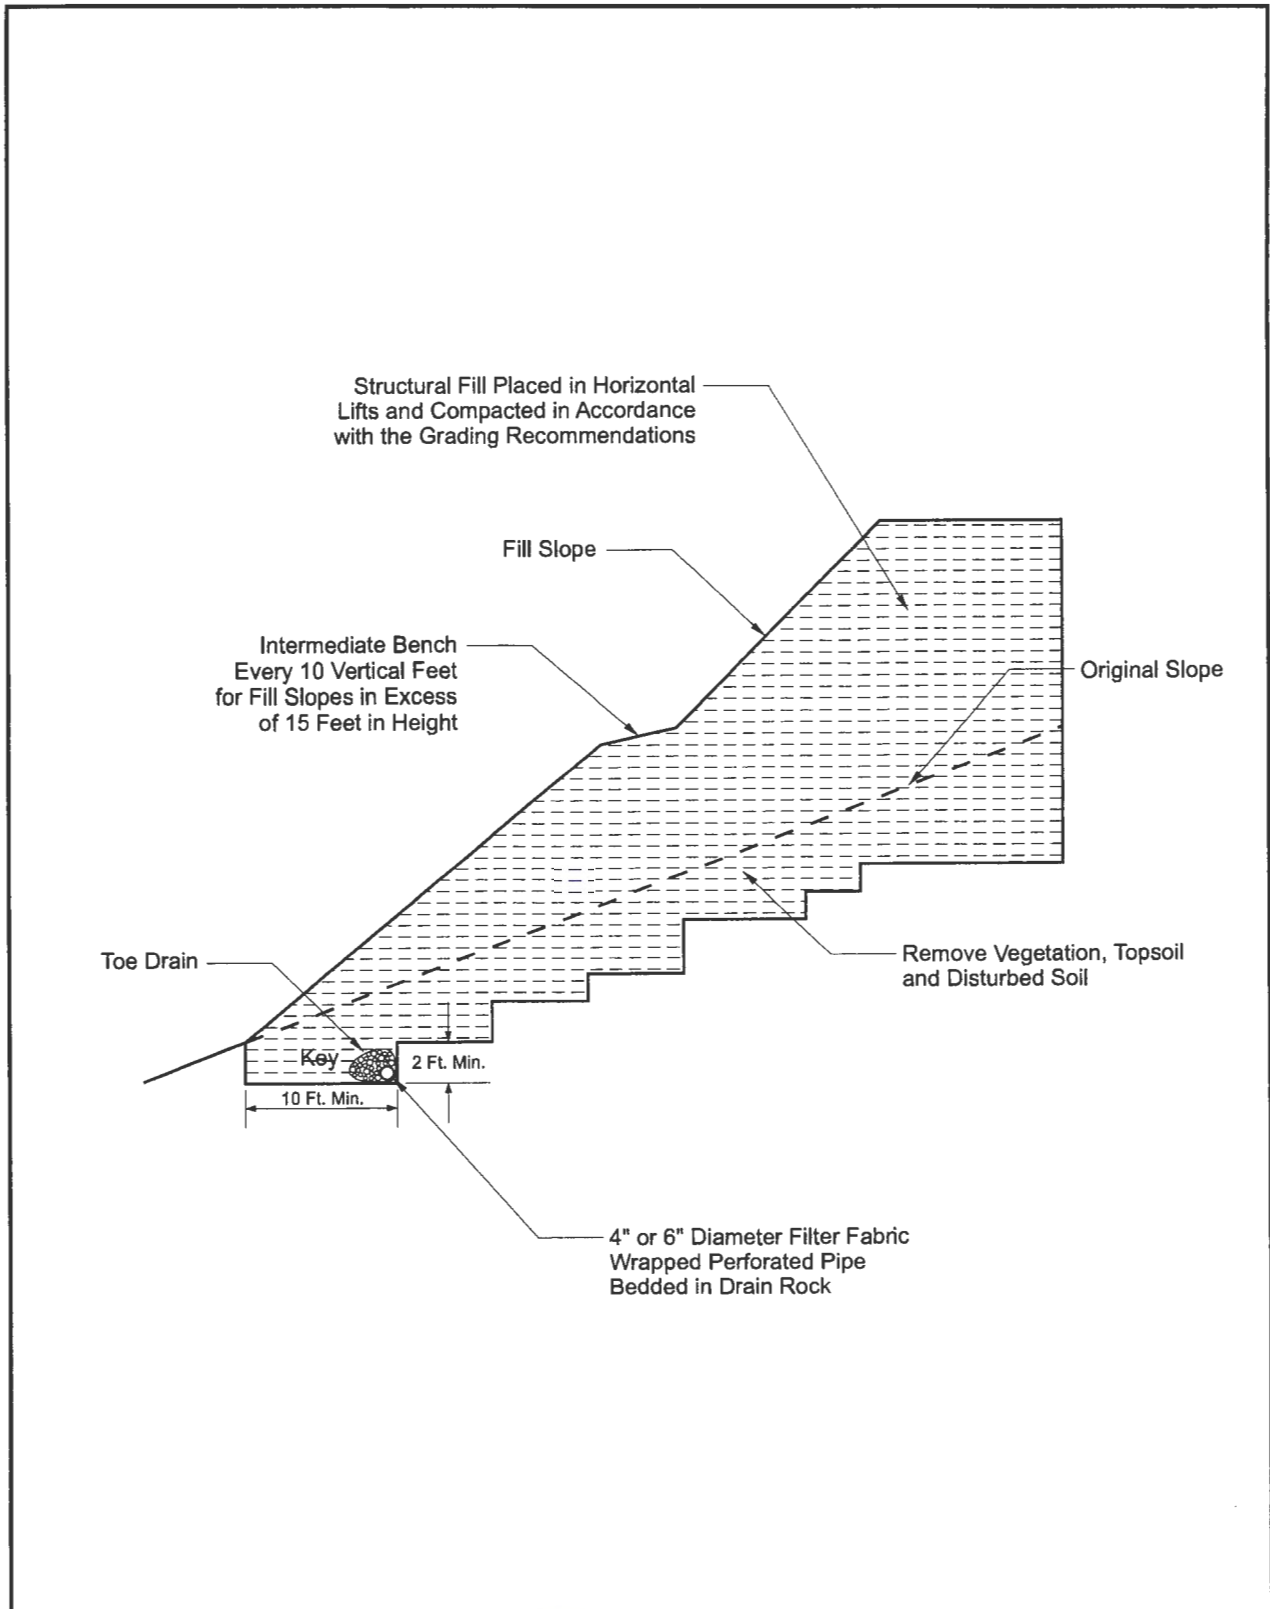 Structural Fill Placed in Horizontal
Lifts and Compacted in Accordance
with the Grading Recommendations
Fill Slope
Intermediate Bench
Every 10 Vertical Feet
for Fill Slopes in Excess
of 15 Feet in Height
Original Slope
Toe Drain
Remove Vegetation, Topsoil
and Disturbed Soil
Key
2 Ft. Min.
10 Ft. Min.
4" or 6" Diameter Filter Fabric
Wrapped Perforated Pipe
Bedded in Drain Rock